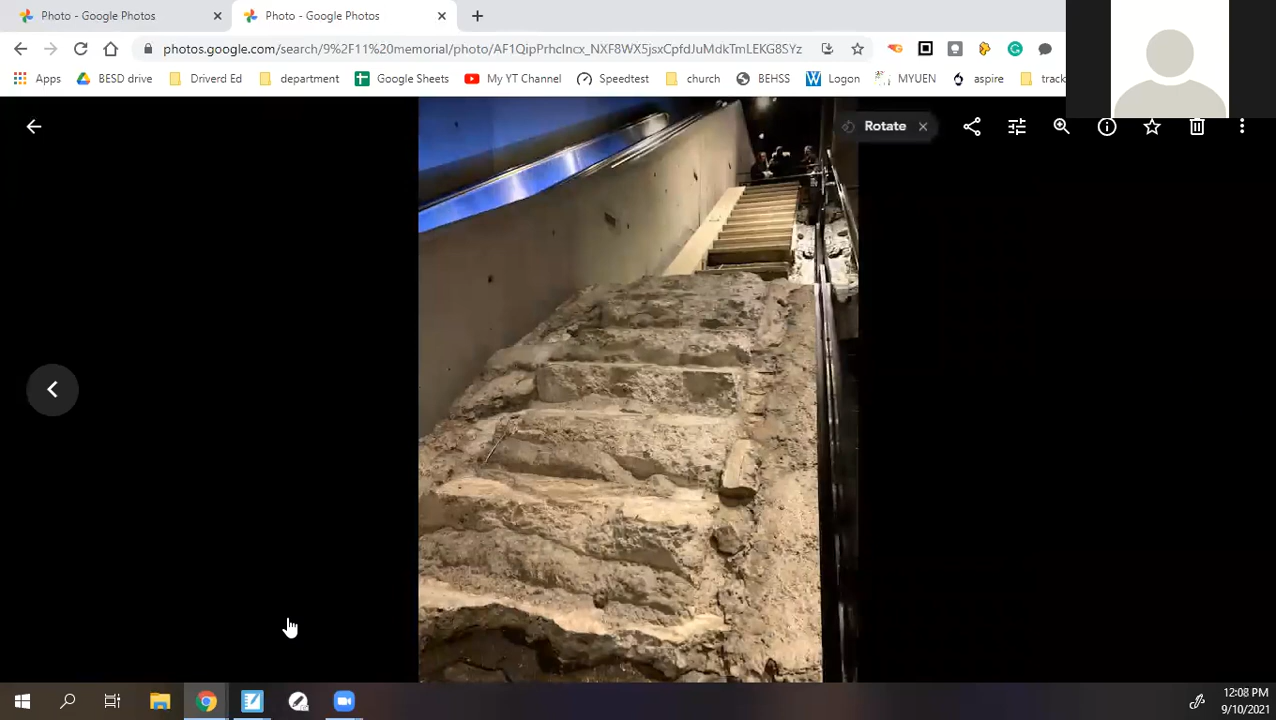 Photo - Google Photos
Photo - Google Photos
photos.google.com/search/9%2F11%20memorial/photo/AF1QipPrhcIncx_NXF8WX5jsxCpfdJuMokTmLEKG8SYz
Apps BESD drive Driverd Ed department Google Sheets My YT Channel Speedtest church BEHSS Logon MYUEN aspire track
Rotate
12:08 PM
9/10/2021